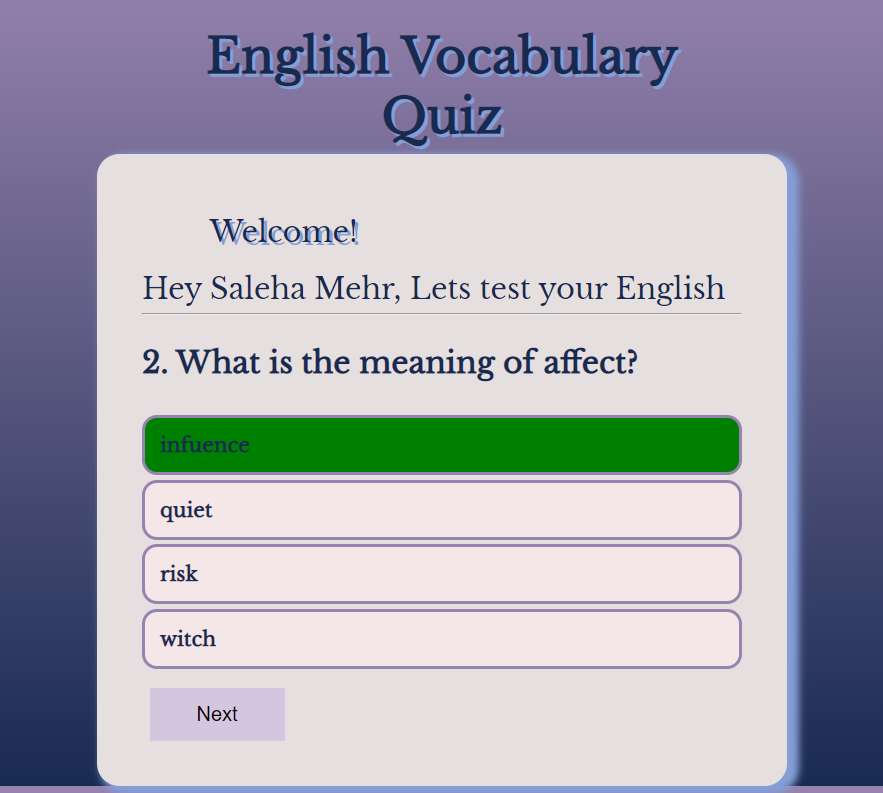 English Vocabulary
Quiz
Welcome!
Hey Saleha Mehr, Lets test your English
2. What is the meaning of affect?
infuence
quiet
risk
witch
Next